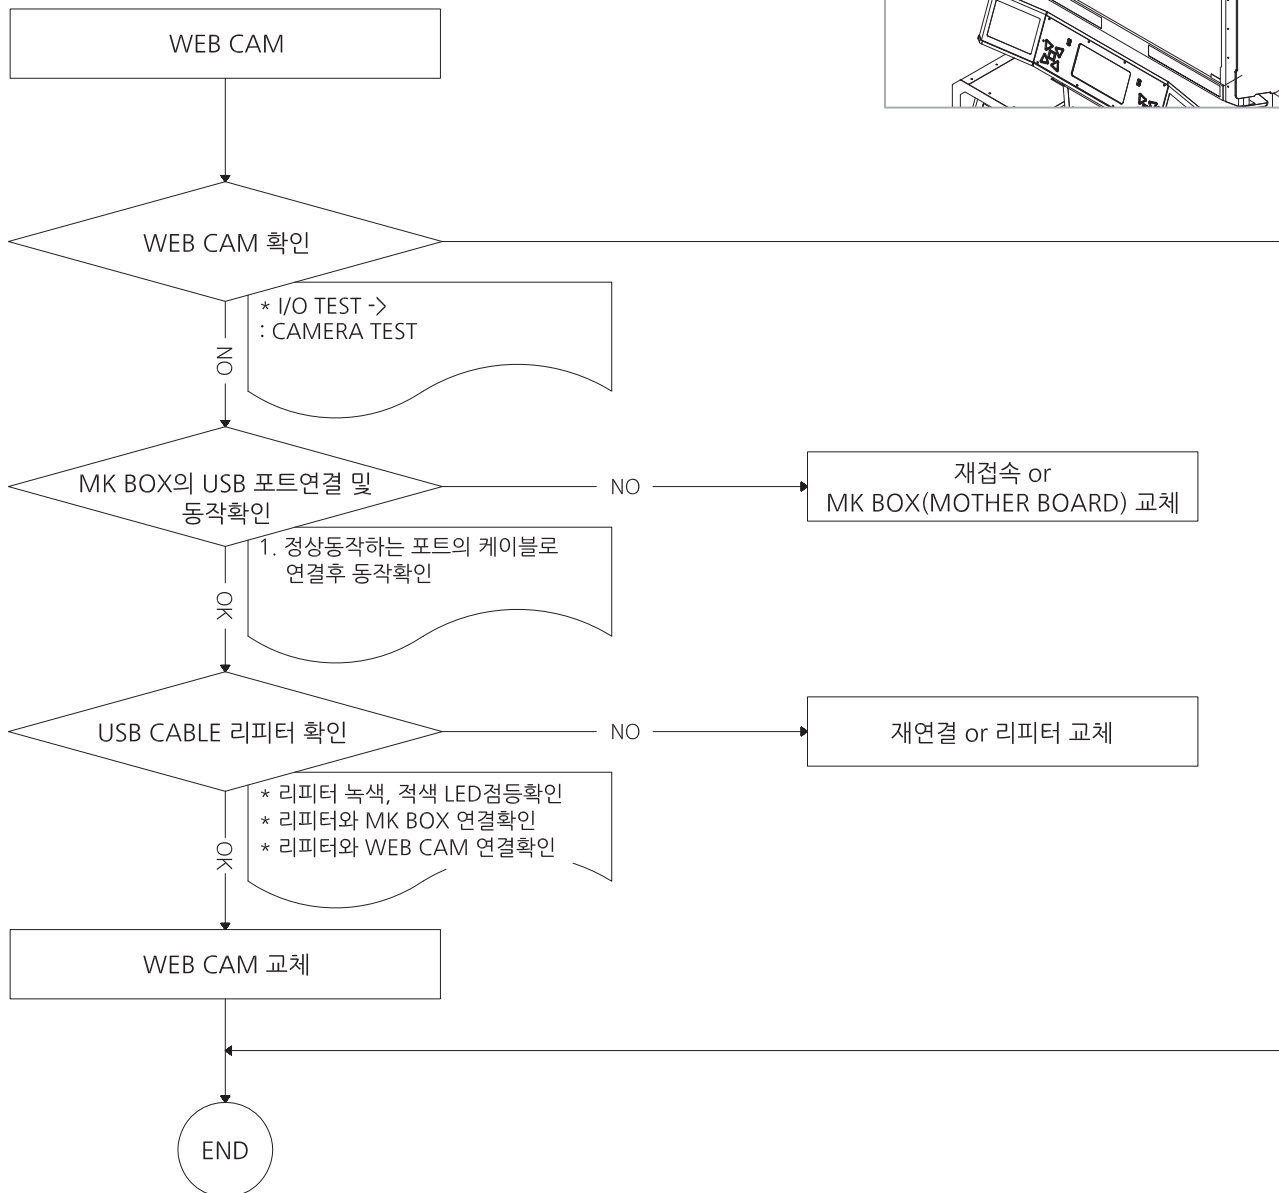 WEB CAM
WEB CAM 확인
* I/O TEST ->
: CAMERA TEST
NO
MK BOX의 USB 포트연결 및
동작확인
NO
재접속 or
MK BOX(MOTHER BOARD) 교체
1. 정상동작하는 포트의 케이블로
연결후 동작확인
OK
USB CABLE 리피터 확인
NO
재연결 or 리피터 교체
* 리피터 녹색, 적색 LED점등확인
* 리피터와 MK BOX 연결확인
* 리피터와 WEB CAM 연결확인
OK
WEB CAM 교체
END